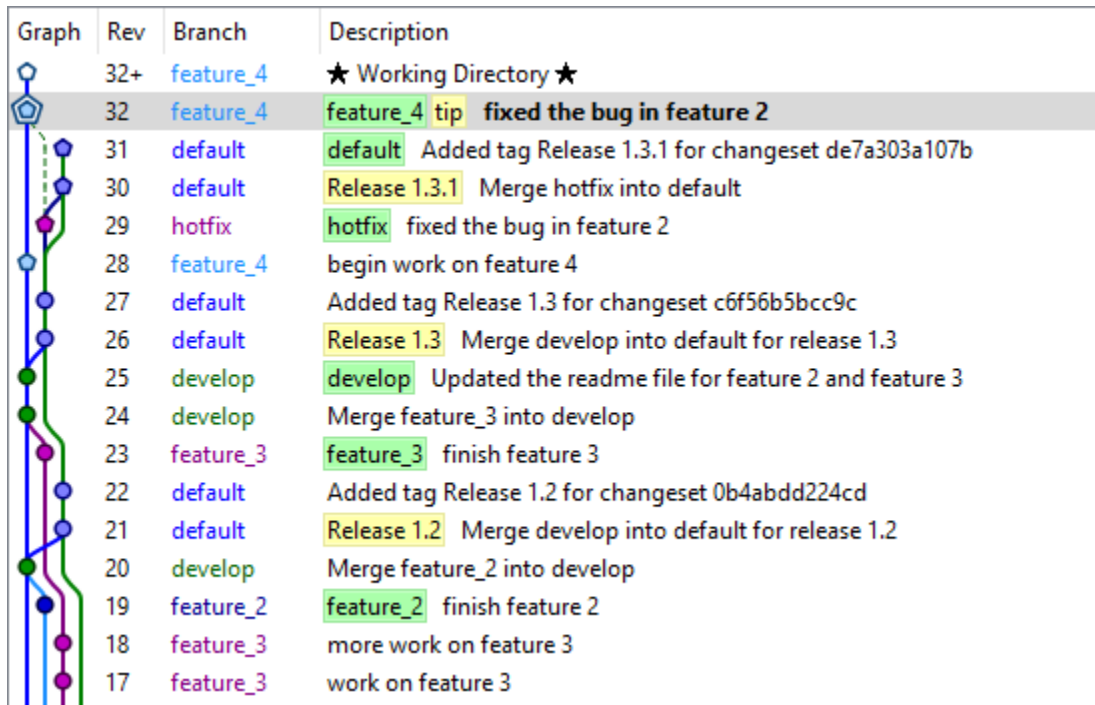 Graph Rev Branch Description
32+ feature_4 ★ Working Directory ★
32 feature_4 feature_4 tip fixed the bug in feature 2
31 default default Added tag Release 1.3.1 for changeset de7a303a107b
30 default Release 1.3.1 Merge hotfix into default
29 hotfix hotfix fixed the bug in feature 2
28 feature_4 begin work on feature 4
27 default Added tag Release 1.3 for changeset c6f56b5bcc9c
26 default Release 1.3 Merge develop into default for release 1.3
25 develop develop Updated the readme file for feature 2 and feature 3
24 develop Merge feature_3 into develop
23 feature_3 feature_3 finish feature 3
22 default Added tag Release 1.2 for changeset 0b4abdd224cd
21 default Release 1.2 Merge develop into default for release 1.2
20 develop Merge feature_2 into develop
19 feature_2 feature_2 finish feature 2
18 feature_3 more work on feature 3
17 feature_3 work on feature 3